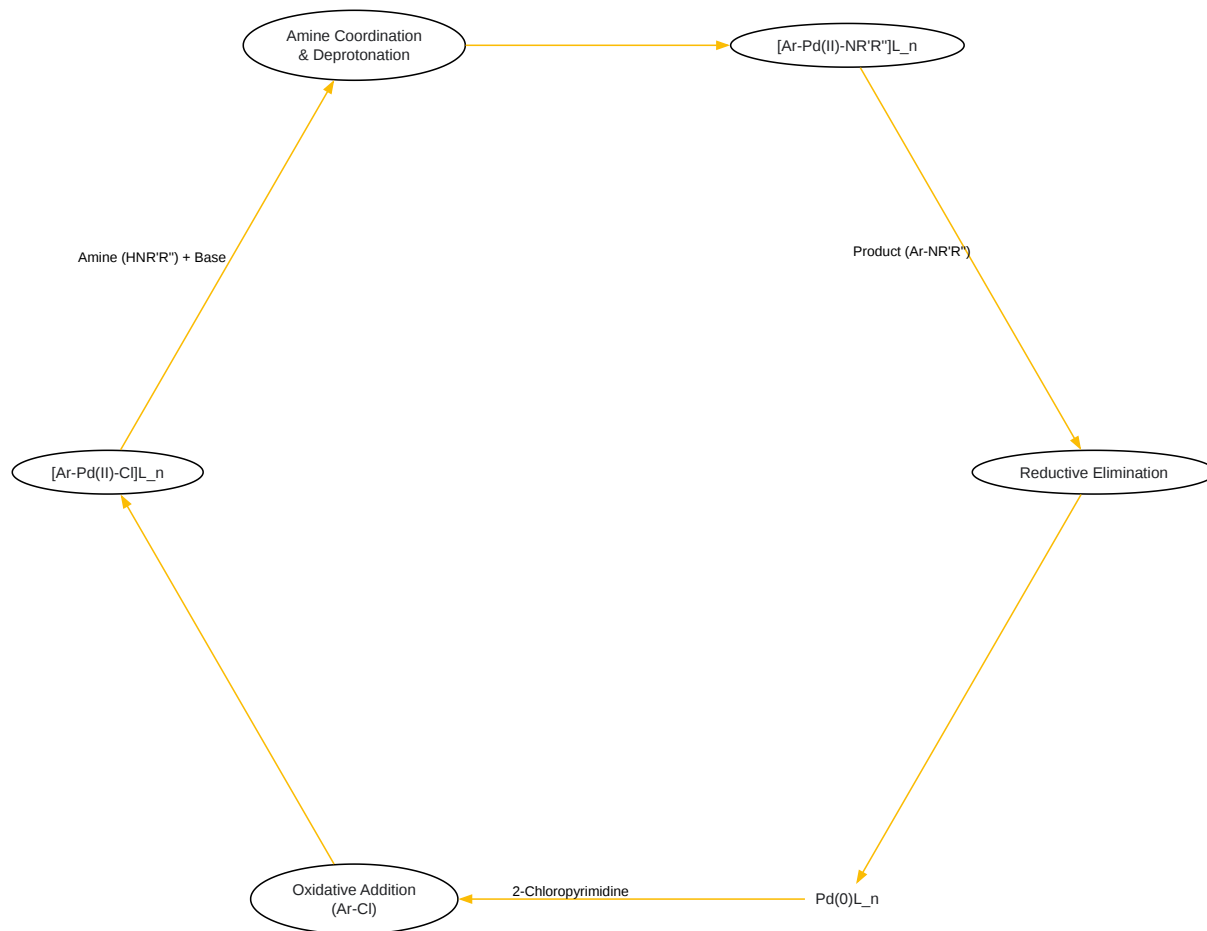 Amine Coordination
& Deprotonation
[Ar-Pd(II)-NR'R"]L_n
Amine (HNR'R") + Base
Product (Ar-NR'R")
[Ar-Pd(II)-Cl]L_n
Reductive Elimination
Oxidative Addition
(Ar-Cl)
2-Chloropyrimidine
Pd(0)L_n